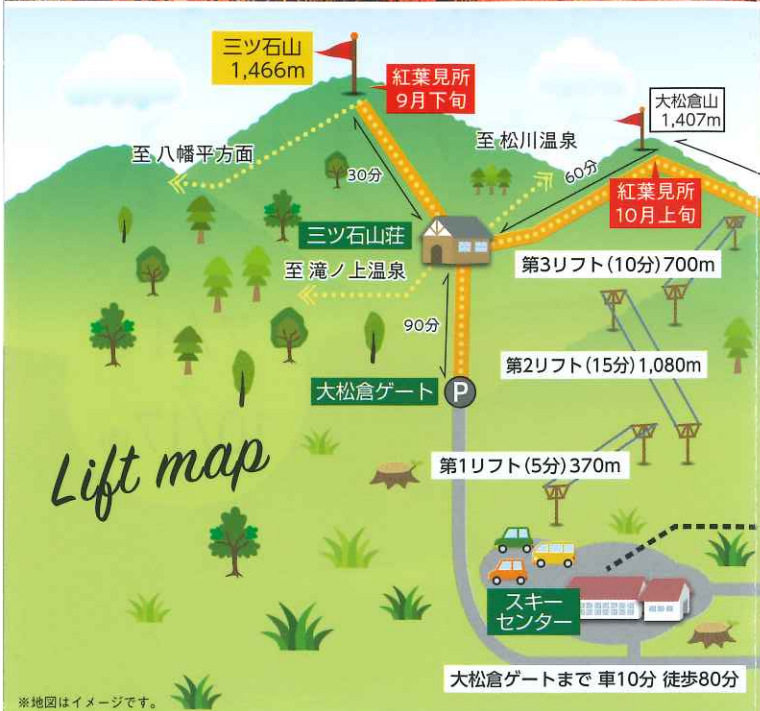 三ツ石山
1,466m
紅葉見所
9月下旬
大松倉山
1,407m
至 八幡平方面
至 松川温泉
30分
60分
紅葉見所
10月上旬
三ツ石山荘
第3リフト(10分)700m
至 滝ノ上温泉
90分
第2リフト(15分)1,080m
大松倉ゲート
P
Lift map
第1リフト(5分)370m
スキー
センター
大松倉ゲートまで 車10分 徒歩80分
※地図はイメージです。